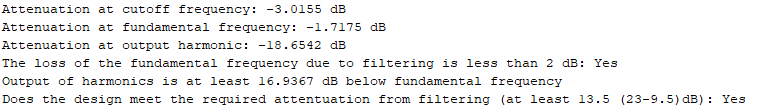 Attenuation at cutoff frequency: -3.0155 dB
Attenuation at fundamental frequency: -1.7175 dB
Attenuation at output harmonic: -18.6542 dB
The loss of the fundamental frequency due to filtering is less than 2 dB: Yes
Output of harmonics is at least 16.9367 dB below fundamental frequency
Does the design meet the required attentuation from filtering (at least 13.5 (23-9.5)dB): Yes